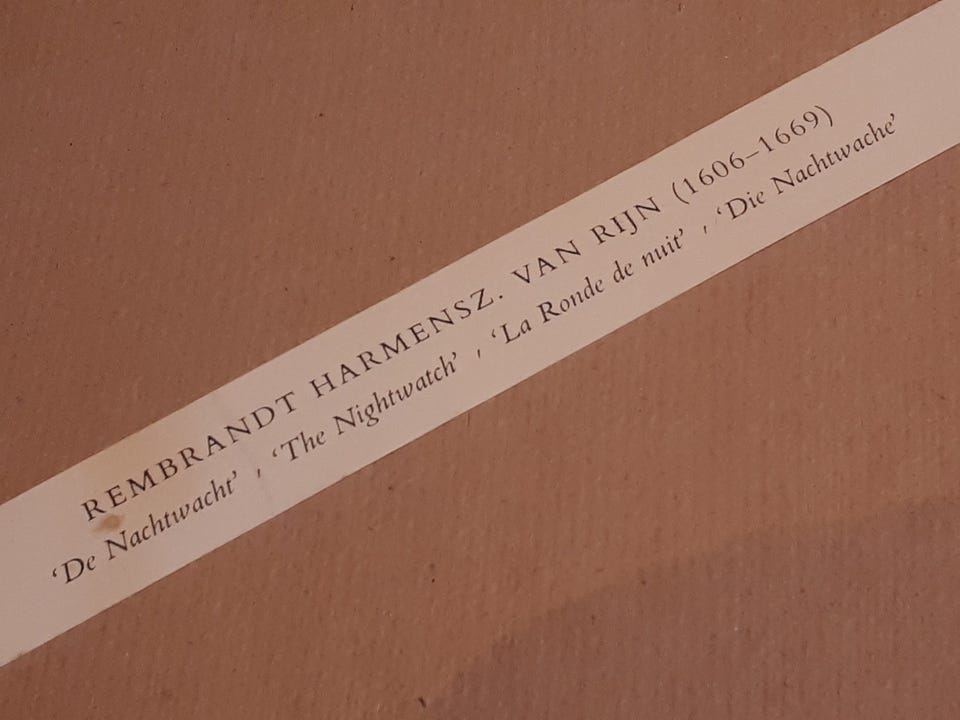 REMBRANDT HARMENSZ. VAN RIJN (1606–1669)
‘De Nachtwacht’ , ‘The Nightwatch’ , ‘La Ronde de nuit’ , ‘Die Nachtwache’